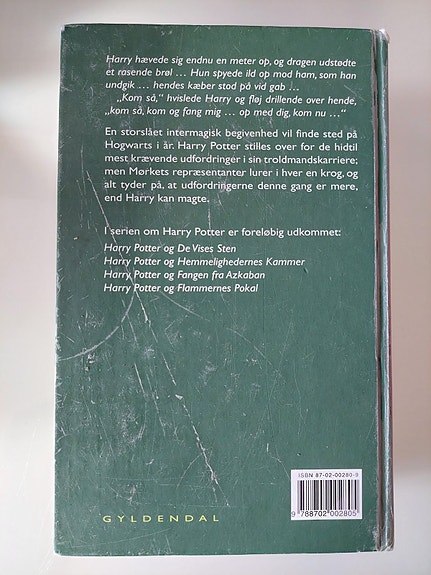 Harry hævede sig endnu en meter op, og dragen udstødte
et rasende brøl ... Hun spyede ild op mod ham, som han
undgik ... hendes kæber stod på vid gab ...
„Kom så,“ hvislede Harry og fløj drillende over hende,
„kom så, kom og fang mig ... op med dig, kom nu ...“
En storslået intermagisk begivenhed vil finde sted på
Hogwarts i år. Harry Potter stilles over for de hidtil
mest krævende udfordringer i sin troldmandskarriere;
men Mørkets repræsentanter lurer i hver en krog, og
alt tyder på, at udfordringerne denne gang er mere,
end Harry kan magte.
I serien om Harry Potter er foreløbig udkommet:
Harry Potter og De Vises Sten
Harry Potter og Hemmelighedernes Kammer
Harry Potter og Fangen fra Azkaban
Harry Potter og Flammernes Pokal
ISBN 87-02-00280-9
9 788702 002805
GYLDENDAL